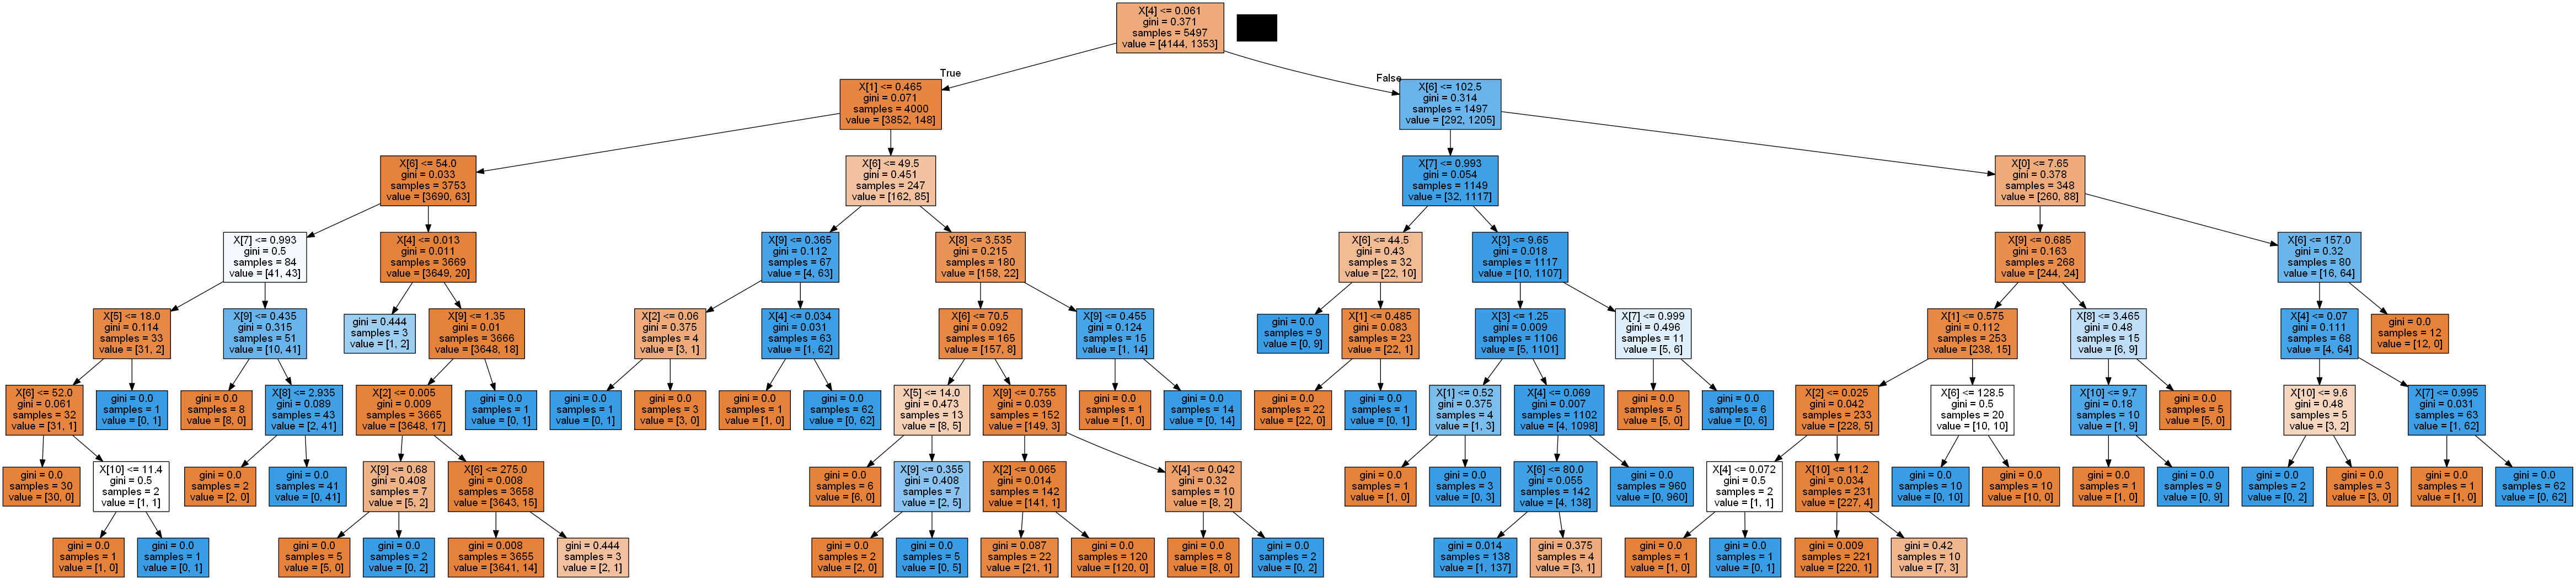 X[4] <= 0.061
gini = 0.371
samples = 5497
value = [4144, 1353]
True
False
X[1] <= 0.465
gini = 0.071
samples = 4000
value = [3852, 148]
X[6] <= 102.5
gini = 0.314
samples = 1497
value = [292, 1205]
X[6] <= 54.0
gini = 0.033
samples = 3753
value = [3690, 63]
X[6] <= 49.5
gini = 0.451
samples = 247
value = [162, 85]
X[7] <= 0.993
gini = 0.054
samples = 1149
value = [32, 1117]
X[0] <= 7.65
gini = 0.378
samples = 348
value = [260, 88]
X[7] <= 0.993
gini = 0.5
samples = 84
value = [41, 43]
X[4] <= 0.013
gini = 0.011
samples = 3669
value = [3649, 20]
X[9] <= 0.365
gini = 0.112
samples = 67
value = [4, 63]
X[8] <= 3.535
gini = 0.215
samples = 180
value = [158, 22]
X[6] <= 44.5
gini = 0.43
samples = 32
value = [22, 10]
X[3] <= 9.65
gini = 0.018
samples = 1117
value = [10, 1107]
X[9] <= 0.685
gini = 0.163
samples = 268
value = [244, 24]
X[6] <= 157.0
gini = 0.32
samples = 80
value = [16, 64]
X[5] <= 18.0
gini = 0.114
samples = 33
value = [31, 2]
X[9] <= 0.435
gini = 0.315
samples = 51
value = [10, 41]
gini = 0.444
samples = 3
value = [1, 2]
X[9] <= 1.35
gini = 0.01
samples = 3666
value = [3648, 18]
X[2] <= 0.06
gini = 0.375
samples = 4
value = [3, 1]
X[4] <= 0.034
gini = 0.031
samples = 63
value = [1, 62]
X[6] <= 70.5
gini = 0.092
samples = 165
value = [157, 8]
X[9] <= 0.455
gini = 0.124
samples = 15
value = [1, 14]
gini = 0.0
samples = 9
value = [0, 9]
X[1] <= 0.485
gini = 0.083
samples = 23
value = [22, 1]
X[3] <= 1.25
gini = 0.009
samples = 1106
value = [5, 1101]
X[7] <= 0.999
gini = 0.496
samples = 11
value = [5, 6]
X[1] <= 0.575
gini = 0.112
samples = 253
value = [238, 15]
X[8] <= 3.465
gini = 0.48
samples = 15
value = [6, 9]
X[4] <= 0.07
gini = 0.111
samples = 68
value = [4, 64]
gini = 0.0
samples = 12
value = [12, 0]
X[6] <= 52.0
gini = 0.061
samples = 32
value = [31, 1]
gini = 0.0
samples = 1
value = [0, 1]
gini = 0.0
samples = 8
value = [8, 0]
X[8] <= 2.935
gini = 0.089
samples = 43
value = [2, 41]
X[2] <= 0.005
gini = 0.009
samples = 3665
value = [3648, 17]
gini = 0.0
samples = 1
value = [0, 1]
gini = 0.0
samples = 1
value = [0, 1]
gini = 0.0
samples = 3
value = [3, 0]
gini = 0.0
samples = 1
value = [1, 0]
gini = 0.0
samples = 62
value = [0, 62]
X[5] <= 14.0
gini = 0.473
samples = 13
value = [8, 5]
X[9] <= 0.755
gini = 0.039
samples = 152
value = [149, 3]
gini = 0.0
samples = 1
value = [1, 0]
gini = 0.0
samples = 14
value = [0, 14]
gini = 0.0
samples = 22
value = [22, 0]
gini = 0.0
samples = 1
value = [0, 1]
X[1] <= 0.52
gini = 0.375
samples = 4
value = [1, 3]
X[4] <= 0.069
gini = 0.007
samples = 1102
value = [4, 1098]
gini = 0.0
samples = 5
value = [5, 0]
gini = 0.0
samples = 6
value = [0, 6]
X[2] <= 0.025
gini = 0.042
samples = 233
value = [228, 5]
X[6] <= 128.5
gini = 0.5
samples = 20
value = [10, 10]
X[10] <= 9.7
gini = 0.18
samples = 10
value = [1, 9]
gini = 0.0
samples = 5
value = [5, 0]
X[10] <= 9.6
gini = 0.48
samples = 5
value = [3, 2]
X[7] <= 0.995
gini = 0.031
samples = 63
value = [1, 62]
gini = 0.0
samples = 30
value = [30, 0]
X[10] <= 11.4
gini = 0.5
samples = 2
value = [1, 1]
gini = 0.0
samples = 2
value = [2, 0]
gini = 0.0
samples = 41
value = [0, 41]
X[9] <= 0.68
gini = 0.408
samples = 7
value = [5, 2]
X[6] <= 275.0
gini = 0.008
samples = 3658
value = [3643, 15]
gini = 0.0
samples = 6
value = [6, 0]
X[9] <= 0.355
gini = 0.408
samples = 7
value = [2, 5]
X[2] <= 0.065
gini = 0.014
samples = 142
value = [141, 1]
X[4] <= 0.042
gini = 0.32
samples = 10
value = [8, 2]
gini = 0.0
samples = 1
value = [1, 0]
gini = 0.0
samples = 3
value = [0, 3]
X[6] <= 80.0
gini = 0.055
samples = 142
value = [4, 138]
gini = 0.0
samples = 960
value = [0, 960]
X[4] <= 0.072
gini = 0.5
samples = 2
value = [1, 1]
X[10] <= 11.2
gini = 0.034
samples = 231
value = [227, 4]
gini = 0.0
samples = 10
value = [0, 10]
gini = 0.0
samples = 10
value = [10, 0]
gini = 0.0
samples = 1
value = [1, 0]
gini = 0.0
samples = 9
value = [0, 9]
gini = 0.0
samples = 2
value = [0, 2]
gini = 0.0
samples = 3
value = [3, 0]
gini = 0.0
samples = 1
value = [1, 0]
gini = 0.0
samples = 62
value = [0, 62]
gini = 0.0
samples = 1
value = [1, 0]
gini = 0.0
samples = 1
value = [0, 1]
gini = 0.0
samples = 5
value = [5, 0]
gini = 0.0
samples = 2
value = [0, 2]
gini = 0.008
samples = 3655
value = [3641, 14]
gini = 0.444
samples = 3
value = [2, 1]
gini = 0.0
samples = 2
value = [2, 0]
gini = 0.0
samples = 5
value = [0, 5]
gini = 0.087
samples = 22
value = [21, 1]
gini = 0.0
samples = 120
value = [120, 0]
gini = 0.0
samples = 8
value = [8, 0]
gini = 0.0
samples = 2
value = [0, 2]
gini = 0.014
samples = 138
value = [1, 137]
gini = 0.375
samples = 4
value = [3, 1]
gini = 0.0
samples = 1
value = [1, 0]
gini = 0.0
samples = 1
value = [0, 1]
gini = 0.009
samples = 221
value = [220, 1]
gini = 0.42
samples = 10
value = [7, 3]